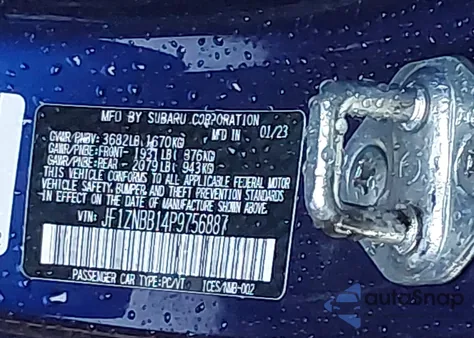 MFD BY SUBARU CORPORATION
MFD IN 01/23
GVWR/PNBV: 3682LB( 1670KG)
GAWR/PNBE-FRONT: 1931LB( 876KG)
GAWR/PNBE-REAR: 2079LB( 943KG)
THIS VEHICLE CONFORMS TO ALL APPLICABLE FEDERAL MOTOR
VEHICLE SAFETY, BUMPER, AND THEFT PREVENTION STANDARDS
IN EFFECT ON THE DATE OF MANUFACTURE SHOWN ABOVE.
VIN: JF1ZNBB14P9756887
PASSENGER CAR TYPE:PC/VT 1CES/NNB-002
autoSnap